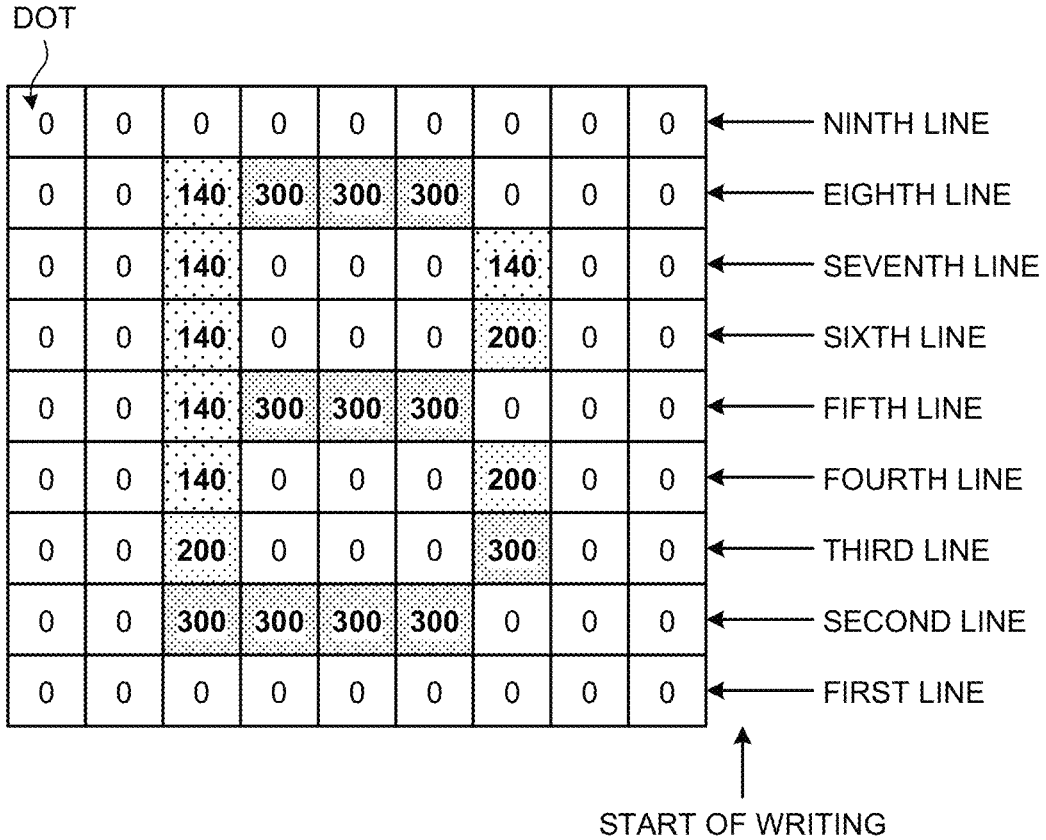 DOT
0 0 0 0 0 0 0 0 0 NINTH LINE
0 0 140 300 300 300 0 0 0 EIGHTH LINE
0 0 140 0 0 0 140 0 0 SEVENTH LINE
0 0 140 0 0 0 200 0 0 SIXTH LINE
0 0 140 300 300 300 0 0 0 FIFTH LINE
0 0 140 0 0 0 200 0 0 FOURTH LINE
0 0 200 0 0 0 300 0 0 THIRD LINE
0 0 300 300 300 300 0 0 0 SECOND LINE
0 0 0 0 0 0 0 0 0 FIRST LINE
START OF WRITING